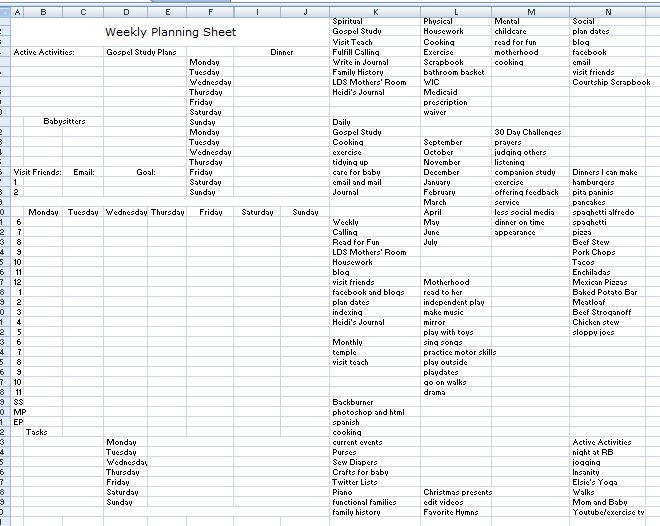 K L M N
A B C D E F I J
Spiritual Physical Mental Social
Weekly Planning Sheet Gospel Study Housework childcare plan dates
Visit Teach Cooking read for fun blog
Active Activities: Gospel Study Plans Dinner Fulfill Calling Exercise motherhood facebook
Monday Write in Journal Scrapbook cooking email
Tuesday Family History bathroom basket visit friends
Wednesday LDS Mothers' Room WIC Courtship Scrapbook
Thursday Heidi's Journal Medicaid
Friday prescription
Saturday waiver
Babysitters Sunday Daily
Monday Gospel Study 30 Day Challenges
Tuesday Cooking September prayers
Wednesday exercise October judging others
Thursday tidying up November listening
Visit Friends: Email: Goal: Friday care for baby December companion study Dinners I can make
1 Saturday email and mail January exercise hamburgers
2 Sunday Journal February offering feedback pita paninis
March service pancakes
Monday Tuesday Wednesday Thursday Friday Saturday Sunday April less social media spaghetti alfredo
6 Weekly May dinner on time spaghetti
7 Calling June appearance pizza
8 Read for Fun July Beef Stew
9 LDS Mothers' Room Pork Chops
10 Housework Tacos
11 blog Enchiladas
12 visit friends Motherhood Mexican Pizzas
1 facebook and blogs read to her Baked Potato Bar
2 plan dates independent play Meatloaf
3 indexing make music Beef Stroganoff
4 Heidi's Journal mirror Chicken stew
5 play with toys sloppy joes
6 Monthly sing songs
7 temple practice motor skills
8 visit teach play outside
9 playdates
10 go on walks
11 drama
SS Backburner
MP photoshop and html
EP spanish
Tasks cooking
Monday current events Active Activities
Tuesday Purses night at RB
Wednesday Sew Diapers jogging
Thursday Crafts for baby Insanity
Friday Twitter Lists Elsie's Yoga
Saturday Piano Christmas presents Walks
Sunday functional families edit videos Mom and Baby
family history Favorite Hymns Youtube/exercise tv